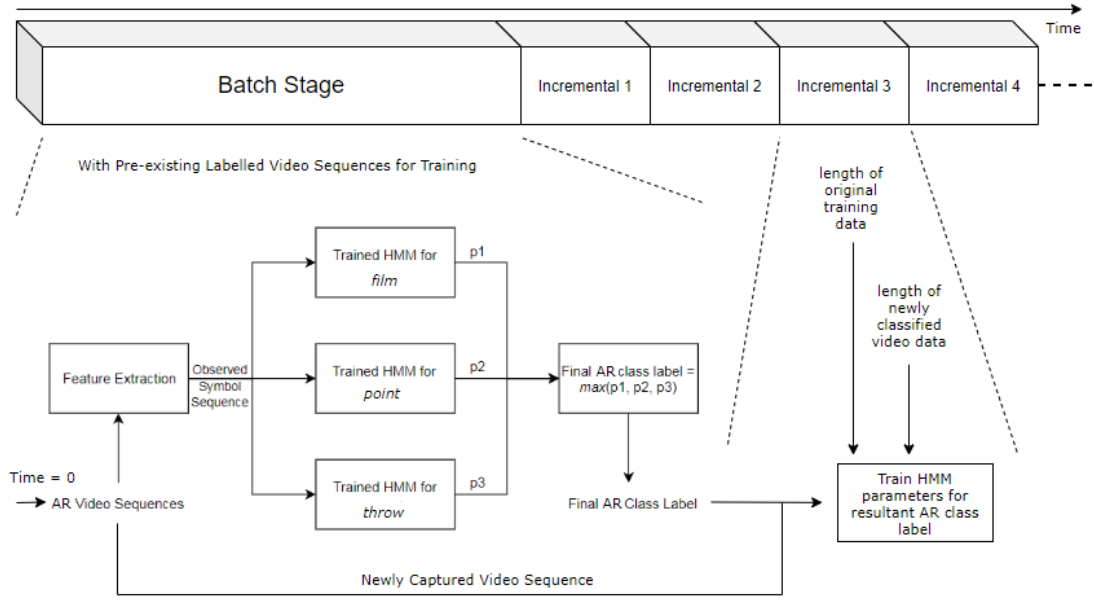 Time
Batch Stage
Incremental 1
Incremental 2
Incremental 3
Incremental 4
With Pre-existing Labelled Video Sequences for Training
length of
original
training
data
length of
newly
classified
video data
Trained HMM for
film
p1
Feature Extraction
Observed
Symbol
Sequence
Trained HMM for
point
p2
Final AR class label =
max(p1, p2, p3)
Trained HMM for
throw
p3
Time = 0
AR Video Sequences
Final AR Class Label
Train HMM
parameters for
resultant AR class
label
Newly Captured Video Sequence